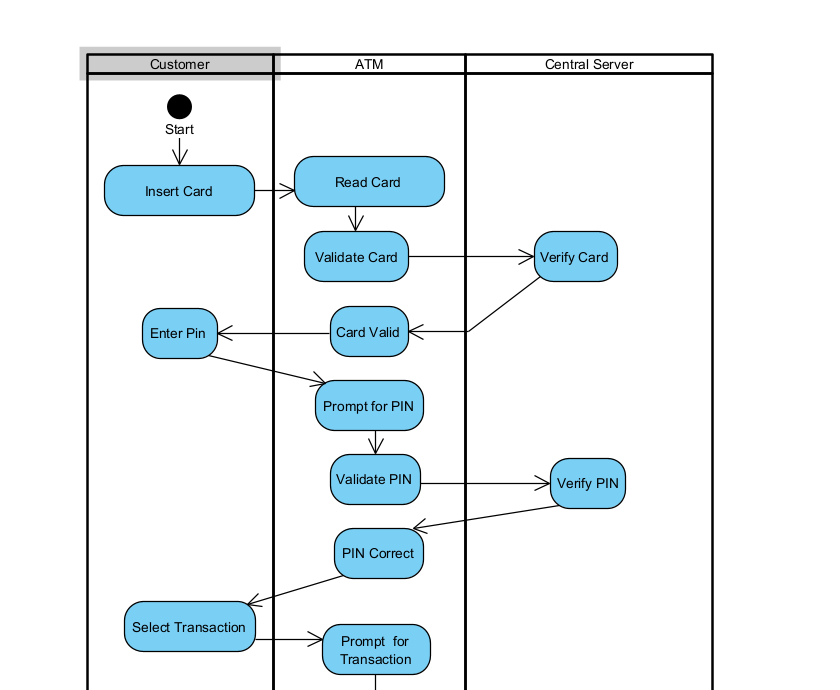 Customer
ATM
Central Server
Start
Insert Card
Read Card
Validate Card
Verify Card
Card Valid
Enter Pin
Prompt for PIN
Validate PIN
Verify PIN
PIN Correct
Select Transaction
Prompt  for
Transaction